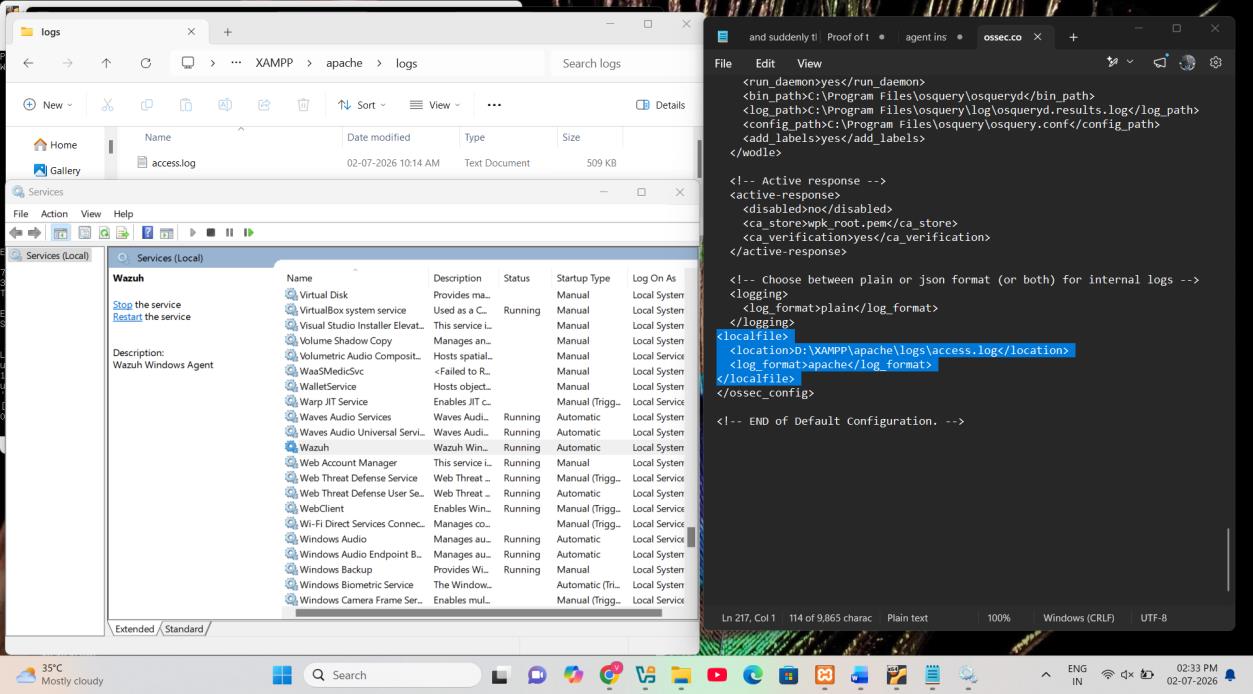 logs
XAMPP > apache > logs
Search logs
New
Sort
View
Details
Home
Gallery
Name
Date modified
Type
Size
access.log
02-07-2026 10:14 AM
Text Document
509 KB
Services
File Action View Help
Services (Local)
Services (Local)
Wazuh
Stop the service
Restart the service
Description:
Wazuh Windows Agent
Name Description Status Startup Type Log On As
Virtual Disk Provides ma... Manual Local System
VirtualBox system service Used as a C... Running Manual Local System
Visual Studio Installer Elevat... This service i... Manual Local System
Volume Shadow Copy Manages an... Manual Local System
Volumetric Audio Composit... Hosts spatial... Manual Local Service
WaaSMedicSvc <Failed to R... Manual Local System
WalletService Hosts object... Manual Local System
Warp JIT Service Enables JIT c... Manual (Trigg... Local Service
Waves Audio Services Waves Audi... Running Automatic Local System
Waves Audio Universal Servi... Waves Audi... Running Automatic Local System
Wazuh Wazuh Win... Running Automatic Local System
Web Account Manager This service i... Running Manual Local System
Web Threat Defense Service Web Threat ... Running Manual (Trigg... Local Service
Web Threat Defense User Se... Web Threat ... Running Automatic Local System
WebClient Enables Win... Running Manual (Trigg... Local Service
Wi-Fi Direct Services Connec... Manages co... Manual (Trigg... Local Service
Windows Audio Manages au... Running Automatic Local Service
Windows Audio Endpoint B... Manages au... Running Automatic Local System
Windows Backup Provides Wi... Running Manual Local System
Windows Biometric Service The Window... Automatic (Tri... Local System
Windows Camera Frame Ser... Enables mul... Manual (Trigg... Local Service
Extended Standard
and suddenly tl
Proof of t
agent ins
ossec.co
File Edit View
<run_daemon>yes</run_daemon>
<bin_path>C:\Program Files\osquery\osqueryd</bin_path>
<log_path>C:\Program Files\osquery\log\osqueryd.results.log</log_path>
<config_path>C:\Program Files\osquery\osquery.conf</config_path>
<add_labels>yes</add_labels>
</wodle>
<!-- Active response -->
<active-response>
<disabled>no</disabled>
<ca_store>wpk_root.pem</ca_store>
<ca_verification>yes</ca_verification>
</active-response>
<!-- Choose between plain or json format (or both) for internal logs -->
<logging>
<log_format>plain</log_format>
</logging>
<localfile>
<location>D:\XAMPP\apache\logs\access.log</location>
<log_format>apache</log_format>
</localfile>
</ossec_config>
<!-- END of Default Configuration. -->
Ln 217, Col 1
114 of 9,865 charac
Plain text
100%
Windows (CRLF)
UTF-8
35°C
Mostly cloudy
Search
ENG
IN
02:33 PM
02-07-2026